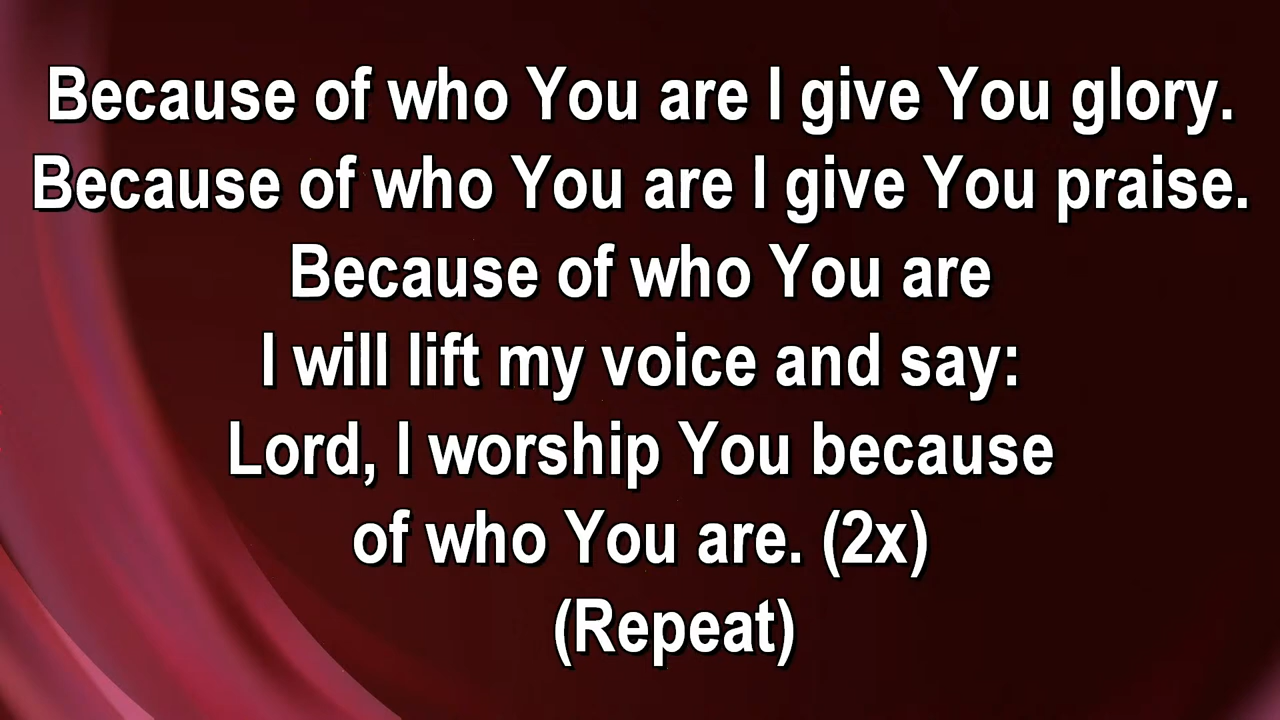 Because of who You are I give You glory.
Because of who You are I give You praise.
Because of who You are
I will lift my voice and say:
Lord, I worship You because
of who You are. (2x)
(Repeat)